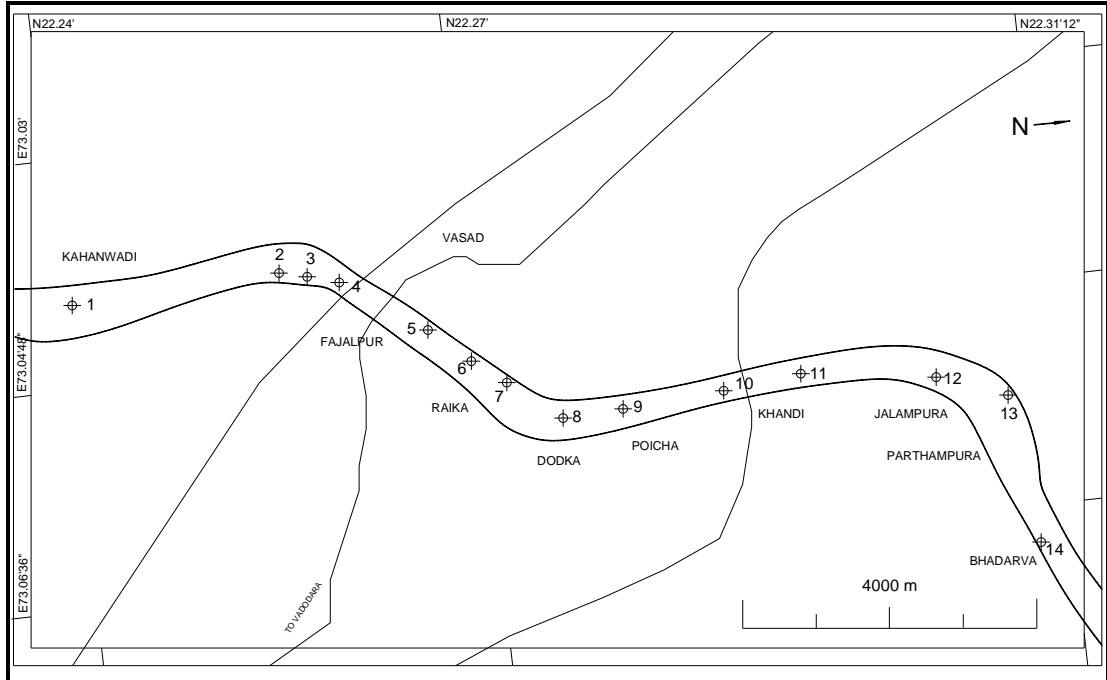 N22.24'
N22.27'
N22.31'12"
E73.03'
N
VASAD
KAHANWADI
2
3
4
1
5
FAJALPUR
E73.04'48"
6
7
RAIKA
8
9
10
11
12
13
KHANDI
JALAMPURA
POICHA
DODKA
PARTHAMPURA
14
BHADARVA
E73.06'36"
TO VADODARA
4000 m